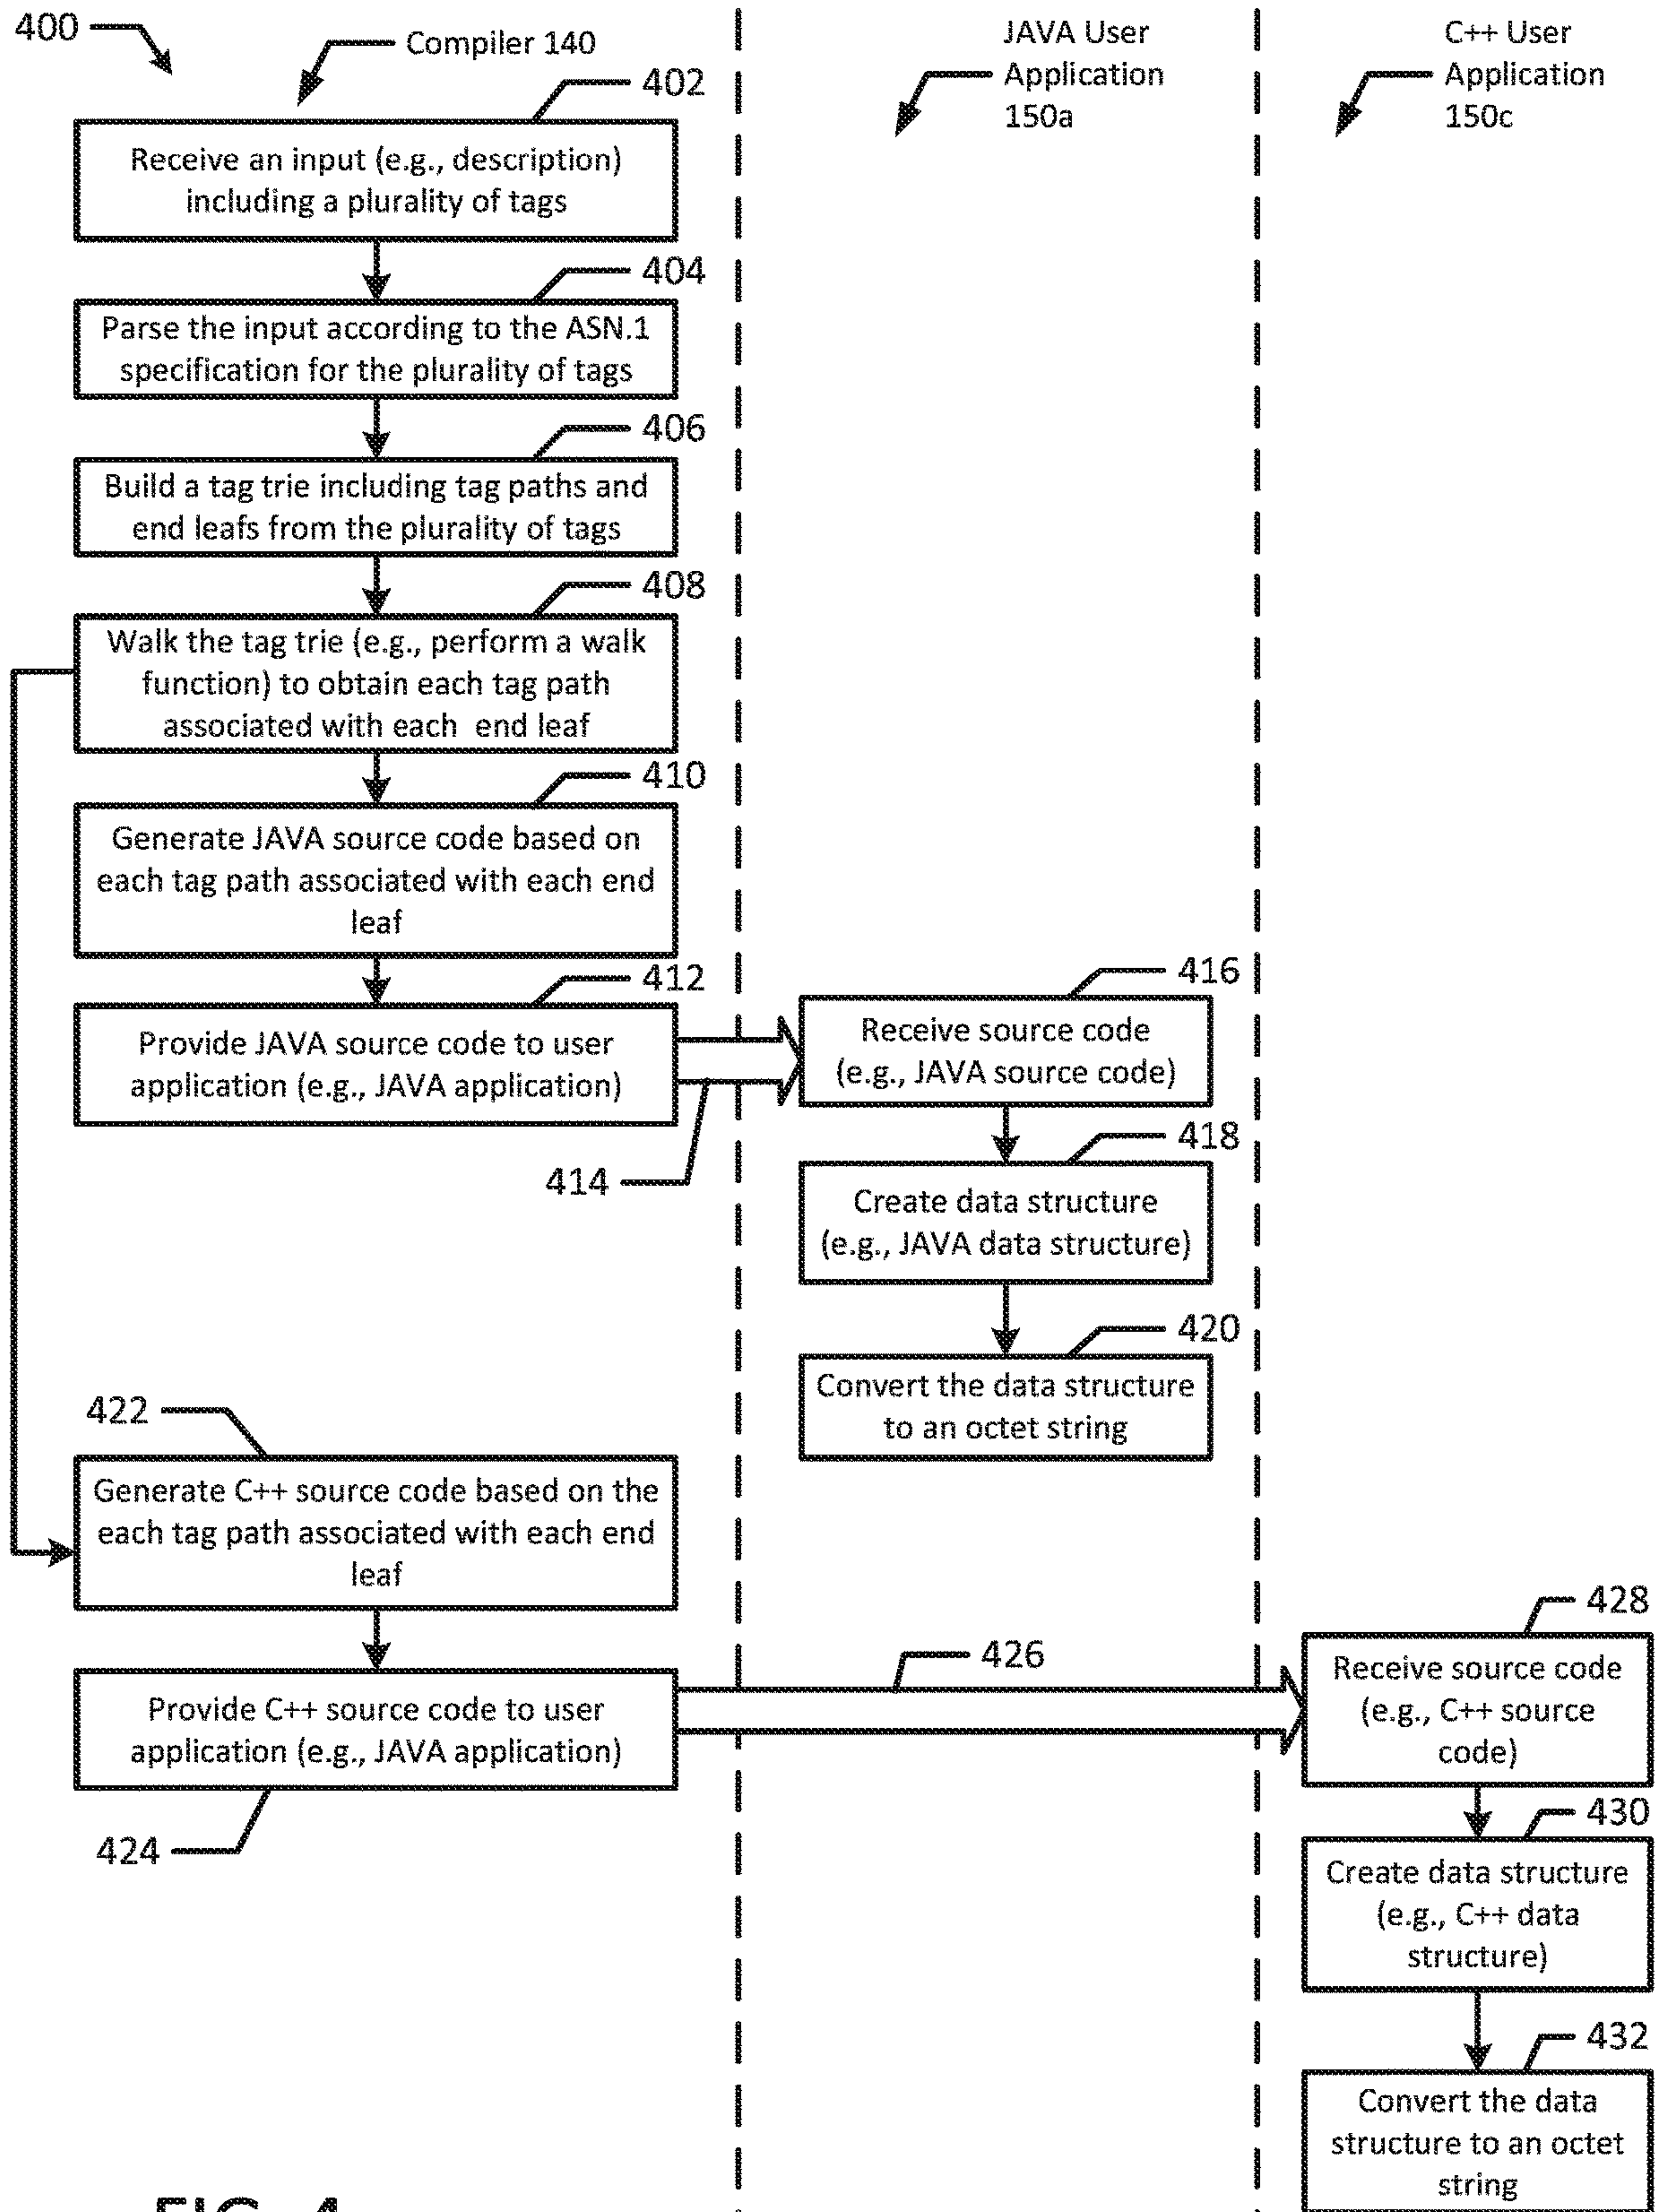 400
Compiler 140
JAVA User
Application
150a
C++ User
Application
150c
402
Receive an input (e.g., description)
including a plurality of tags
404
Parse the input according to the ASN.1
specification for the plurality of tags
406
Build a tag trie including tag paths and
end leafs from the plurality of tags
408
Walk the tag trie (e.g., perform a walk
function) to obtain each tag path
associated with each end leaf
410
Generate JAVA source code based on
each tag path associated with each end
leaf
412
Provide JAVA source code to user
application (e.g., JAVA application)
414
416
Receive source code
(e.g., JAVA source code)
418
Create data structure
(e.g., JAVA data structure)
420
Convert the data structure
to an octet string
422
Generate C++ source code based on the
each tag path associated with each end
leaf
424
Provide C++ source code to user
application (e.g., JAVA application)
426
428
Receive source code
(e.g., C++ source
code)
430
Create data structure
(e.g., C++ data
structure)
432
Convert the data
structure to an octet
string
FIG. 4